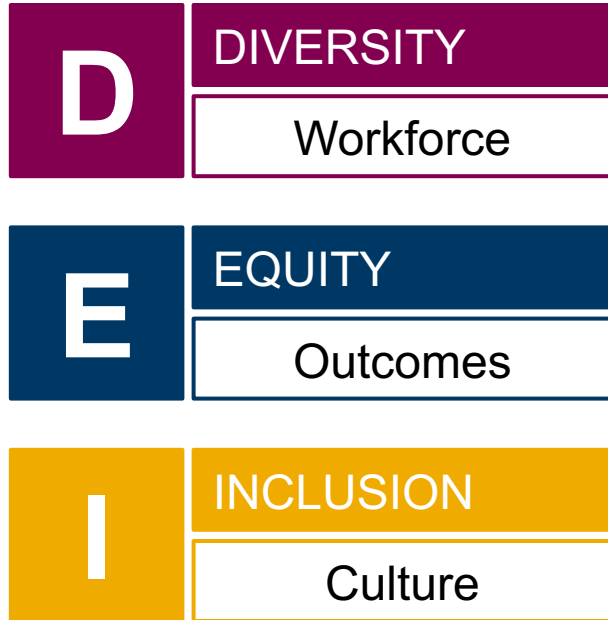 D
DIVERSITY
Workforce
E
EQUITY
Outcomes
I
INCLUSION
Culture